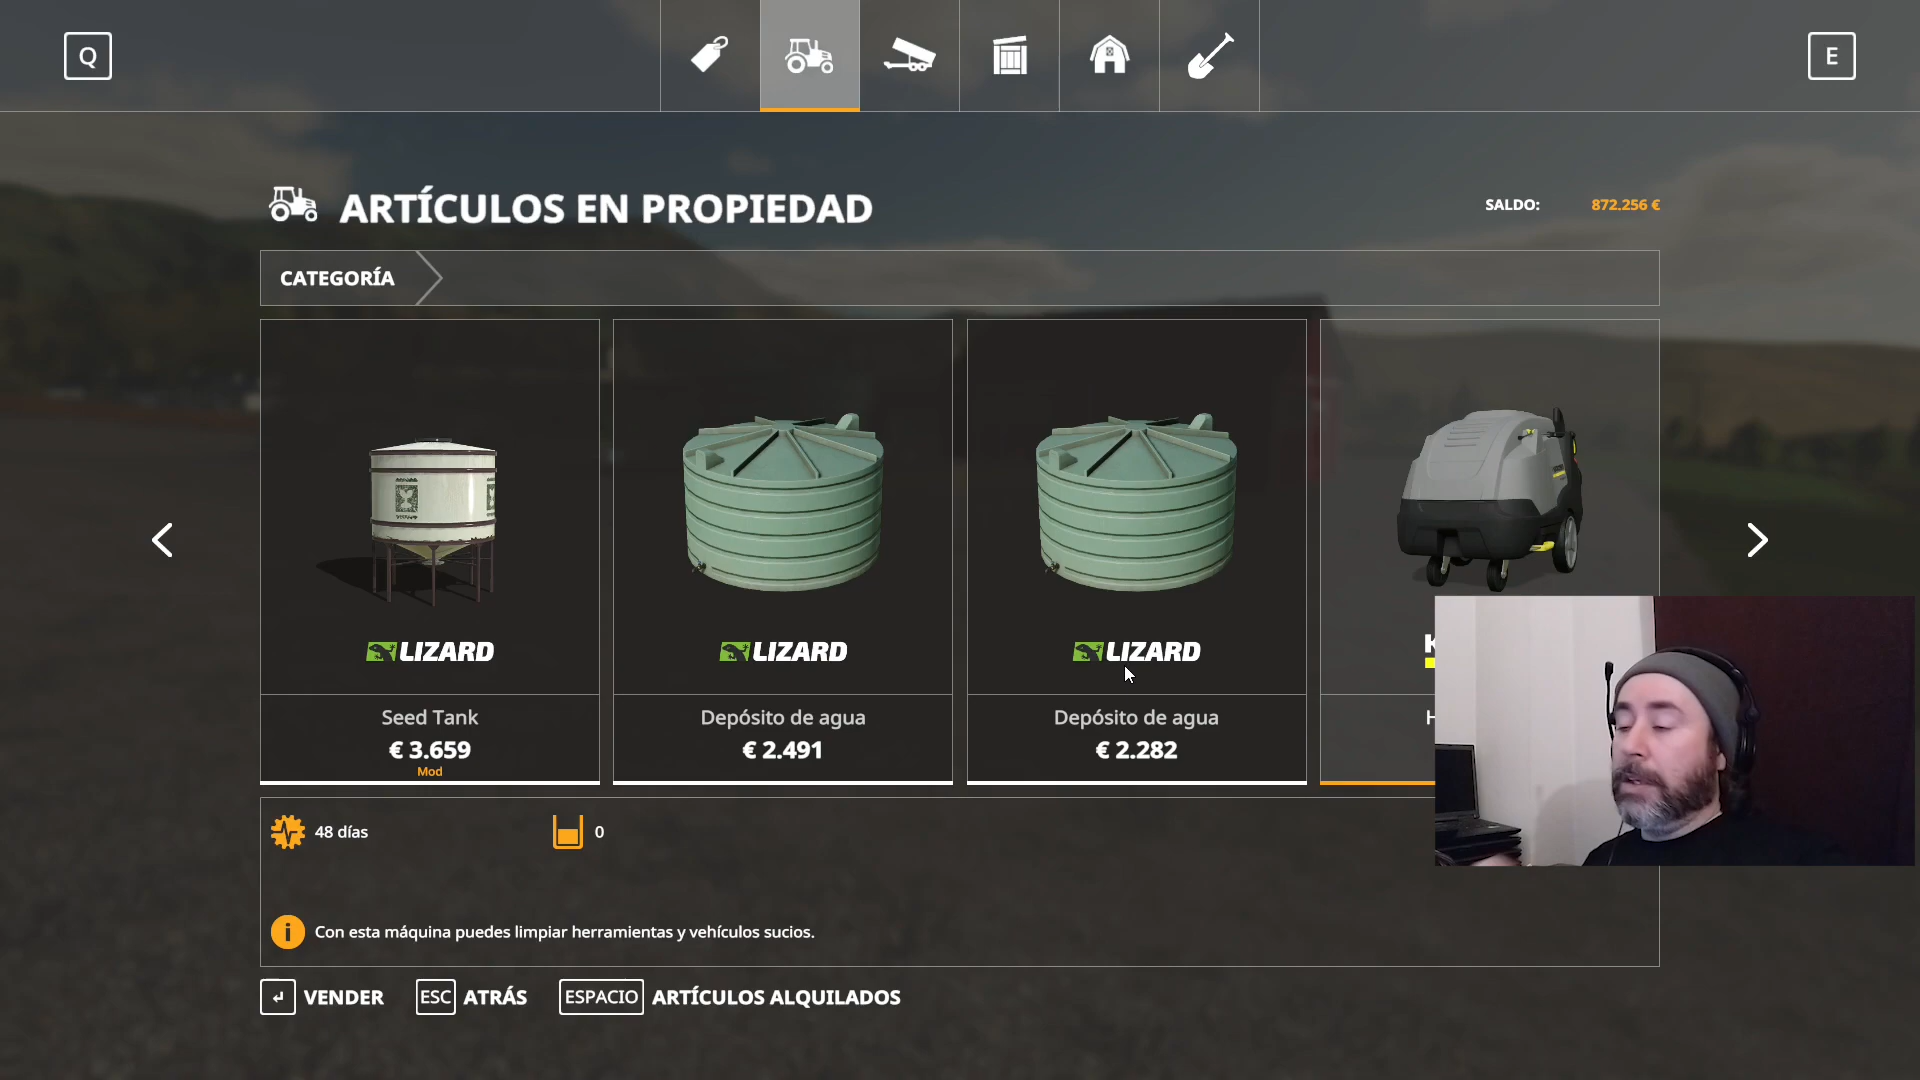 Q
E
ARTÍCULOS EN PROPIEDAD
SALDO: 872.256 €
CATEGORÍA
LIZARD
LIZARD
LIZARD
K
Seed Tank
Depósito de agua
Depósito de agua
H
€ 3.659
€ 2.491
€ 2.282
Mod
48 días
0
Con esta máquina puedes limpiar herramientas y vehículos sucios.
VENDER
ESC ATRÁS
ESPACIO ARTÍCULOS ALQUILADOS